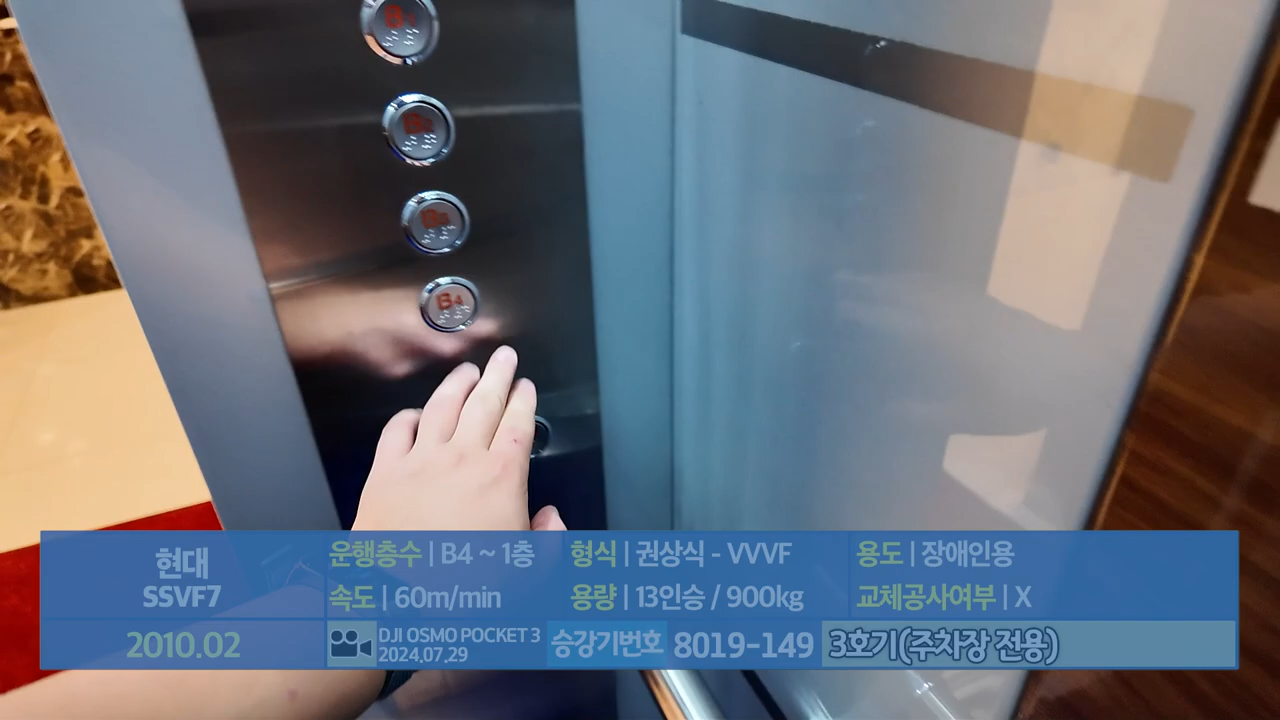 B1
B2
B3
B4
현대
SSVF7
2010.02
운행층수 | B4 ~ 1층
속도 | 60m/min
형식 | 권상식 - VVVF
용량 | 13인승 / 900kg
용도 | 장애인용
교체공사여부 | X
DJI OSMO POCKET 3
2024.07.29
승강기번호 8019-149 3호기(주차장 전용)